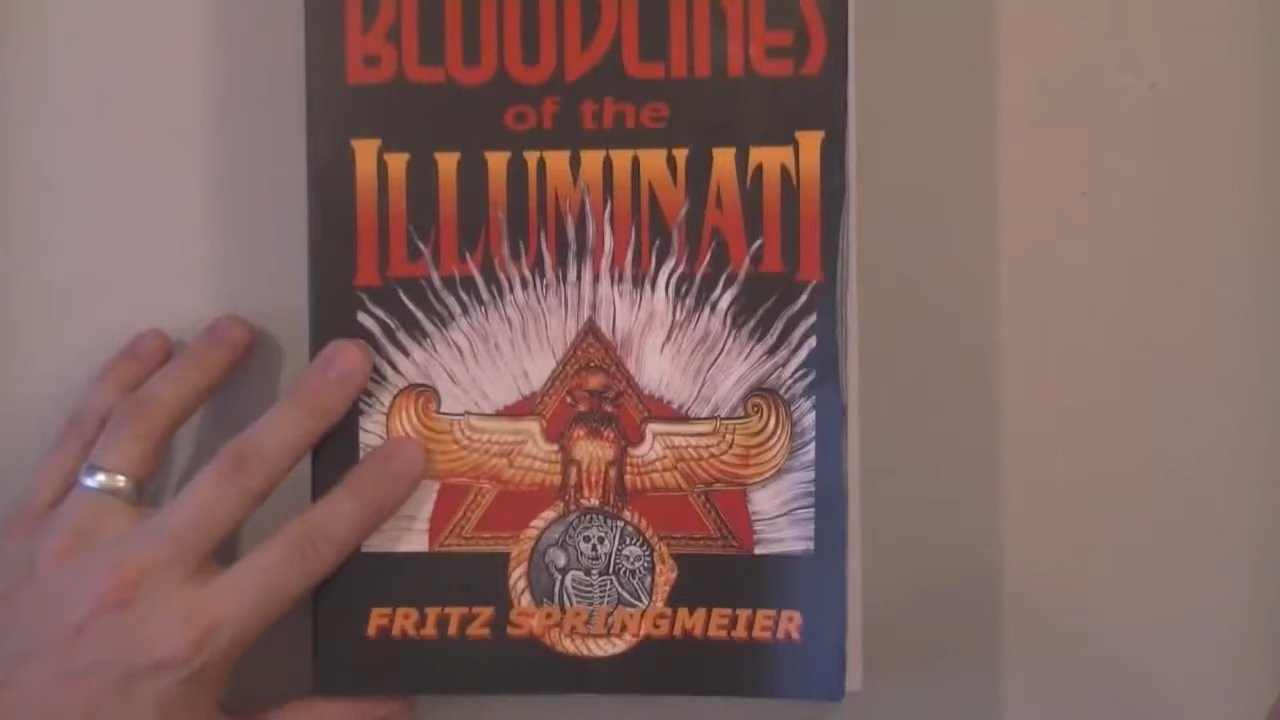 BLOODLINES
of the
ILLUMINATI
FRITZ SPRINGMEIER